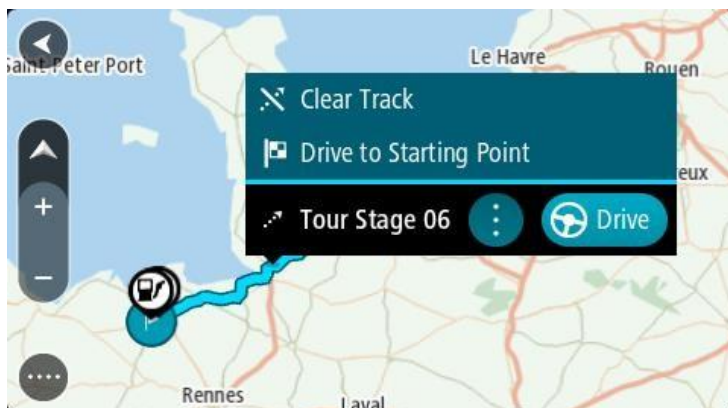 Saint Peter Port
Le Havre
Rouen
Clear Track
Drive to Starting Point
eux
Tour Stage 06
Drive
Rennes
Laval